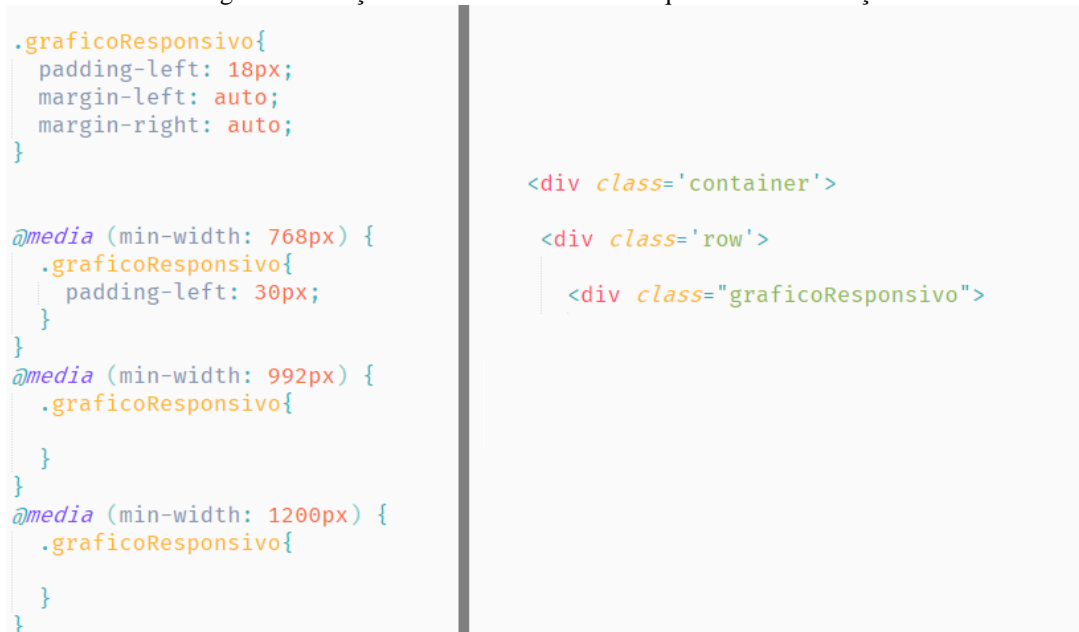 .graficoResponsivo{
padding-left: 18px;
margin-left: auto;
margin-right: auto;
}
@media (min-width: 768px) {
.graficoResponsivo{
padding-left: 30px;
}
}
@media (min-width: 992px) {
.graficoResponsivo{
}
}
@media (min-width: 1200px) {
.graficoResponsivo{
}
}
<div class='container'>
<div class='row'>
<div class="graficoResponsivo">